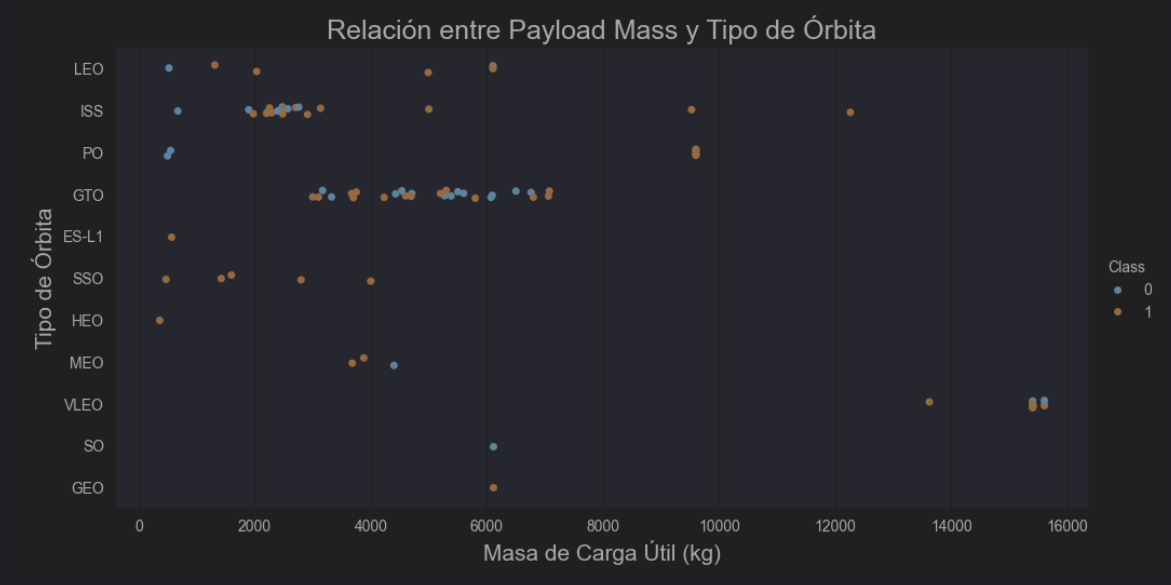 Relación entre Payload Mass y Tipo de Órbita
Tipo de Órbita
LEO
ISS
PO
GTO
ES-L1
SSO
HEO
MEO
VLEO
SO
GEO
0 2000 4000 6000 8000 10000 12000 14000 16000
Masa de Carga Útil (kg)
Class
0
1